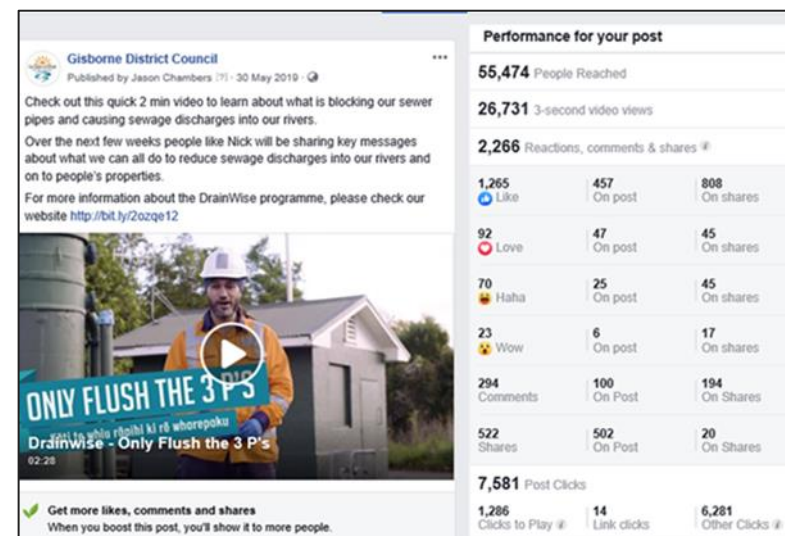 Gisborne District Council
Published by Jason Chambers [?] · 30 May 2019 ·
Check out this quick 2 min video to learn about what is blocking our sewer
pipes and causing sewage discharges into our rivers.
Over the next few weeks people like Nick will be sharing key messages
about what we can all do to reduce sewage discharges into our rivers and
on to people's properties.
For more information about the DrainWise programme, please check our
website http://bit.ly/2ozqe12
ONLY FLUSH THE 3 P'S
Drainwise - Only Flush the 3 P's
02:28
Get more likes, comments and shares
When you boost this post, you'll show it to more people.
Performance for your post
55,474 People Reached
26,731 3-second video views
2,266 Reactions, comments & shares
1,265 457 808
Like On post On shares
92 47 45
Love On post On shares
70 25 45
Haha On post On shares
23 6 17
Wow On post On shares
294 100 194
Comments On Post On Shares
522 502 20
Shares On Post On Shares
7,581 Post Clicks
1,286 14 6,281
Clicks to Play Link clicks Other Clicks